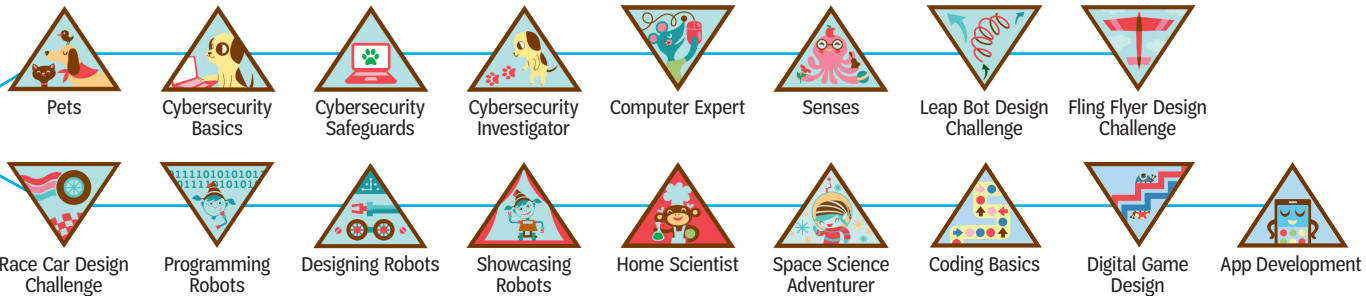 Pets
Cybersecurity
Basics
Cybersecurity
Safeguards
Cybersecurity
Investigator
Computer Expert
Senses
Leap Bot Design
Challenge
Fling Flyer Design
Challenge
Race Car Design
Challenge
Programming
Robots
Designing Robots
Showcasing
Robots
Home Scientist
Space Science
Adventurer
Coding Basics
Digital Game
Design
App Development